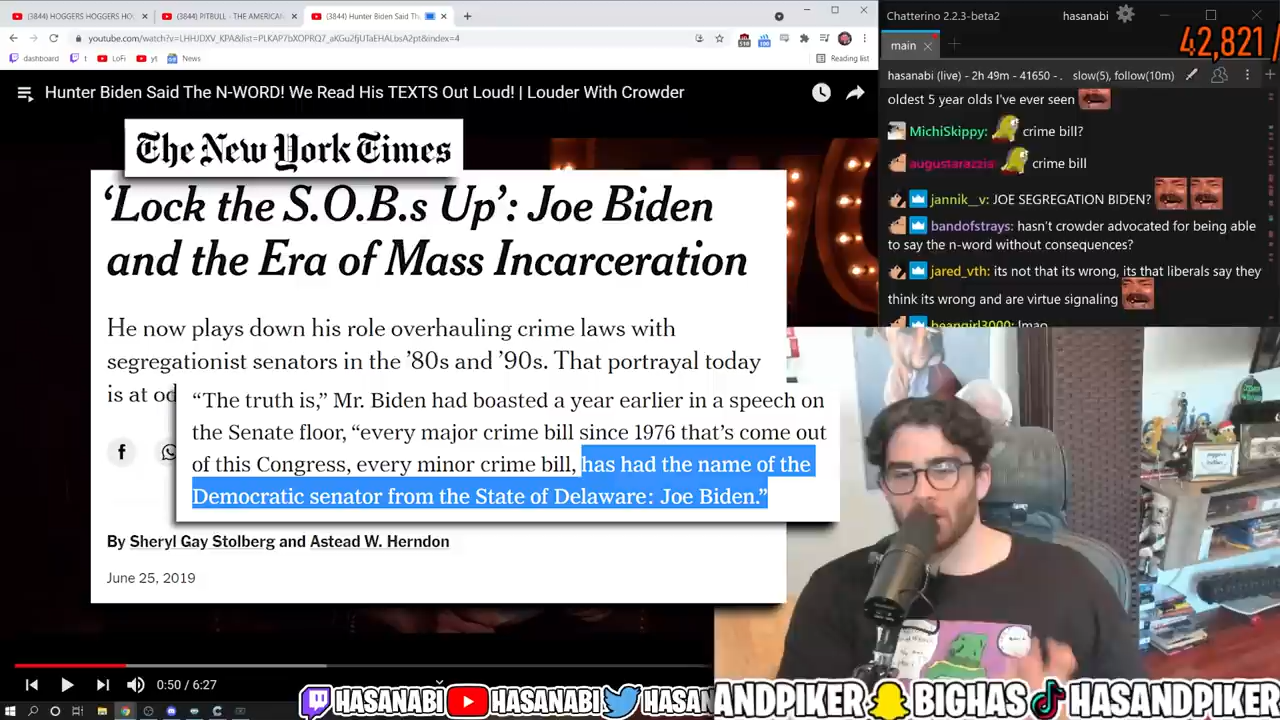 (3844) HOGGERS HOGGERS HOU
(3844) PITBULL - THE AMERICAN
(3844) Hunter Biden Said Th
youtube.com/watch?v=LHHJDXV_KPA&list=PLKAP7bXOPRQ7_aKGu2fjUTaEHALbsA2pt&index=4
dashboard
t
LoFi
yt
News
Reading list
Hunter Biden Said The N-WORD! We Read His TEXTS Out Loud! | Louder With Crowder
The New York Times
‘Lock the S.O.B.s Up’: Joe Biden
and the Era of Mass Incarceration
He now plays down his role overhauling crime laws with
segregationist senators in the ’80s and ’90s. That portrayal today
is at od
“The truth is,” Mr. Biden had boasted a year earlier in a speech on
the Senate floor, “every major crime bill since 1976 that’s come out
of this Congress, every minor crime bill, has had the name of the
Democratic senator from the State of Delaware: Joe Biden.”
By Sheryl Gay Stolberg and Astead W. Herndon
June 25, 2019
0:50 / 6:27
Chatterino 2.2.3-beta2
hasanabi
42,821
main
hasanabi (live) - 2h 49m - 41650 - .
slow(5), follow(10m)
oldest 5 year olds I've ever seen
MichiSkippy: crime bill?
augustarazzia: crime bill
jannik__v: JOE SEGREGATION BIDEN?
bandofstrays: hasn't crowder advocated for being able
to say the n-word without consequences?
jared_vth: its not that its wrong, its that liberals say they
think its wrong and are virtue signaling
beangirl3000: lmao
HASANABI
HASANABI
HASANABI
ANDPIKER
BIGHAS
HASANDPIKER